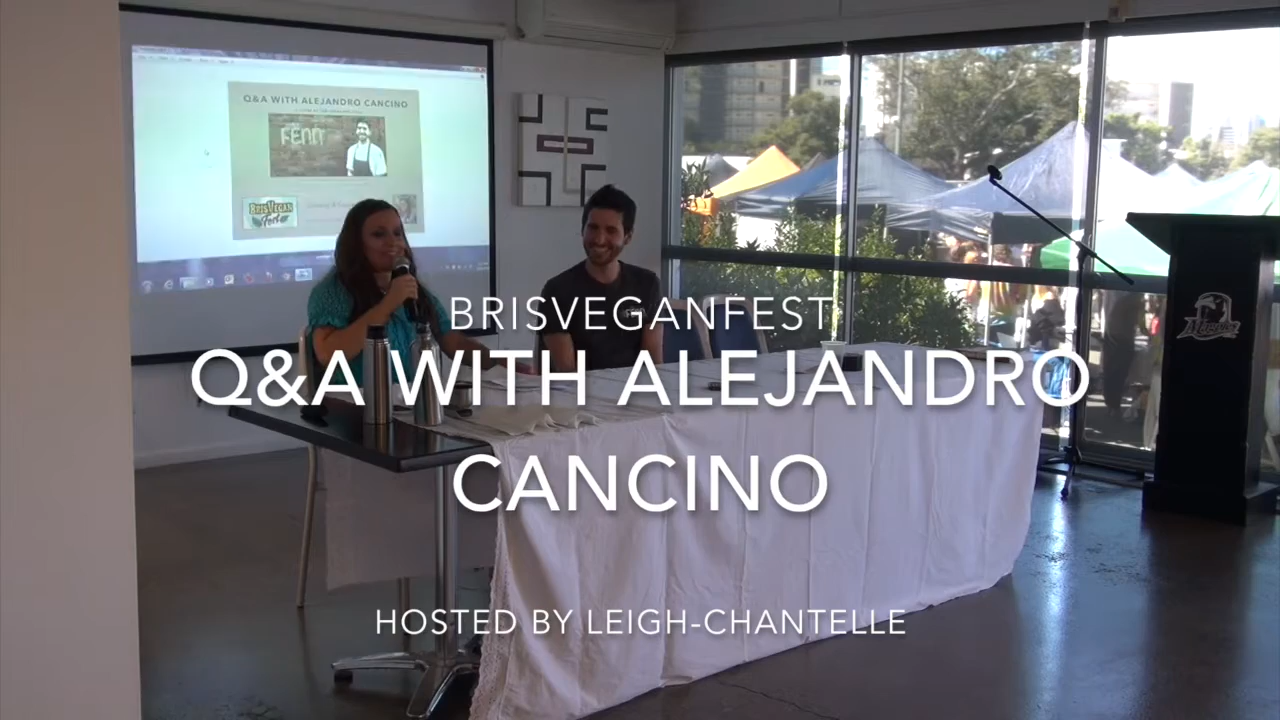 Q&A WITH ALEJANDRO CANCINO
FENN
BRISVEGAN
Fest
BRISVEGANFEST
Q&A WITH ALEJANDRO
CANCINO
HOSTED BY LEIGH-CHANTELLE